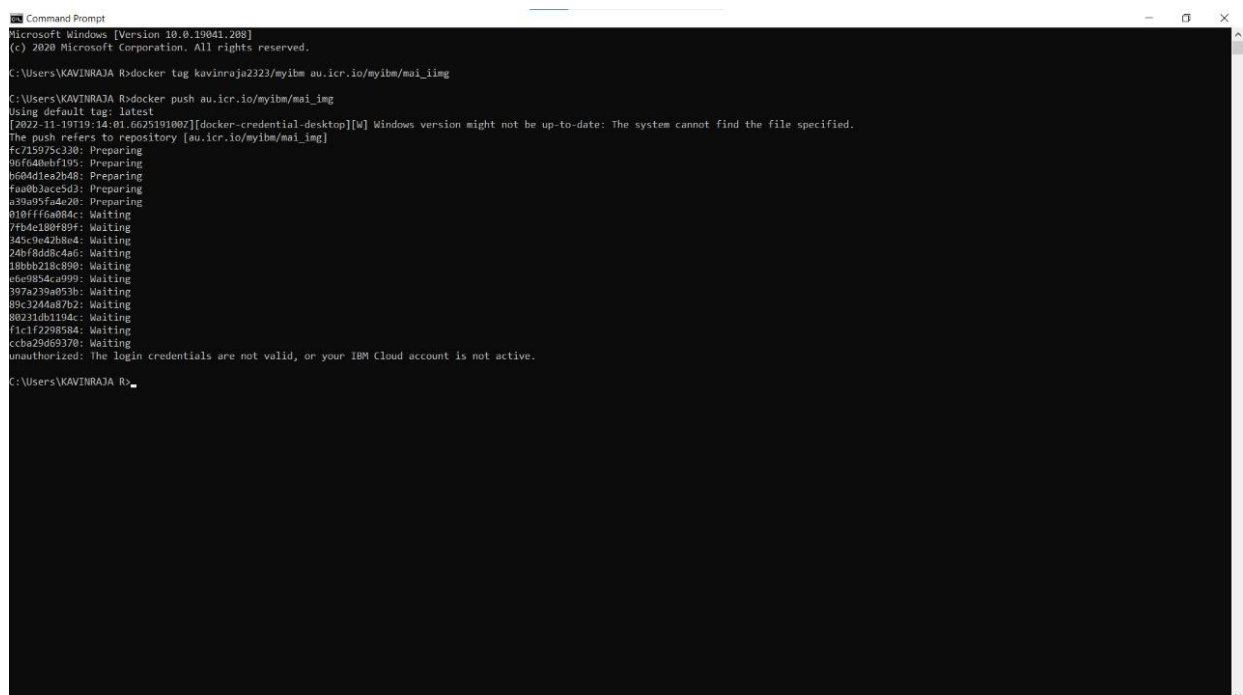 Command Prompt
Microsoft Windows [Version 10.0.19041.208]
(c) 2020 Microsoft Corporation. All rights reserved.
C:\Users\KAVINRAJA R>docker tag kavinraja2323/myibm au.icr.io/myibm/mai_iimg
C:\Users\KAVINRAJA R>docker push au.icr.io/myibm/mai_img
Using default tag: latest
[2022-11-19T19:14:01.662519100Z][docker-credential-desktop][W] Windows version might not be up-to-date: The system cannot find the file specified.
The push refers to repository [au.icr.io/myibm/mai_img]
fc715975c330: Preparing
96f640ebf195: Preparing
b604d1ea2b48: Preparing
faa0b3ace5d3: Preparing
a39a95fa4e20: Preparing
010fff6a084c: Waiting
7fb4e180f89f: Waiting
345c9e42b8e4: Waiting
24bf8dd8c4a6: Waiting
18bbb218c890: Waiting
e6e9854ca999: Waiting
397a239a053b: Waiting
89c3244a87b2: Waiting
80231db1194c: Waiting
f1c1f2298584: Waiting
ccba29d69370: Waiting
unauthorized: The login credentials are not valid, or your IBM Cloud account is not active.
C:\Users\KAVINRAJA R>